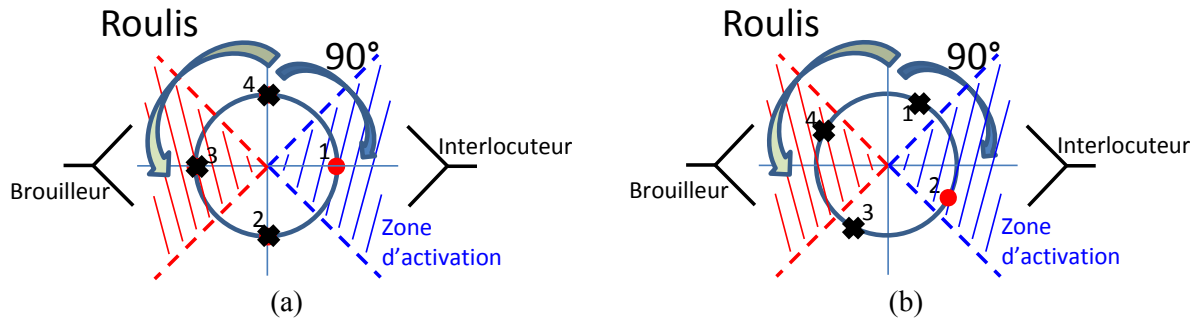 Roulis
90°
4
3
1
2
Interlocuteur
Brouilleur
Zone
d'activation
(a)
Roulis
90°
1
4
2
3
Interlocuteur
Brouilleur
Zone
d'activation
(b)